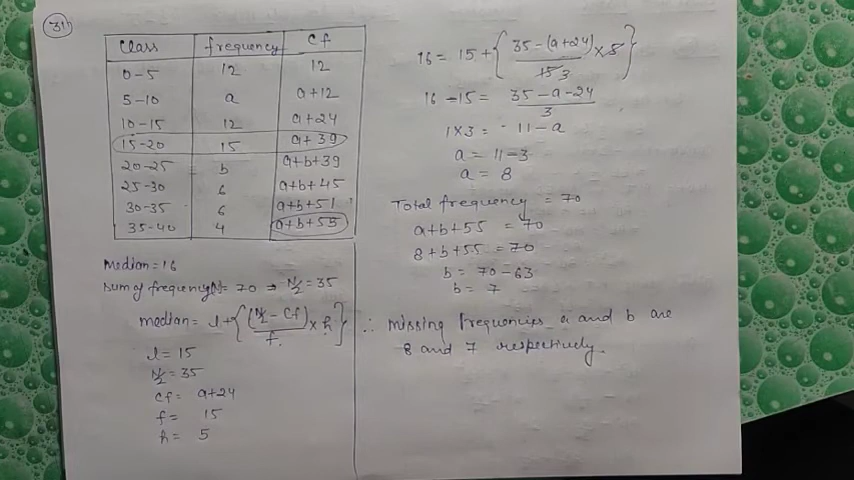 31
Class frequency Cf
0-5 12 12
5-10 a a+12
10-15 12 a+24
15-20 15 a+39
20-25 b a+b+39
25-30 6 a+b+45
30-35 6 a+b+51
35-40 4 a+b+55
Median = 16
Sum of frequency = 70 ⇒ N/2 = 35
median = l + {(N/2 - Cf)/f × h}
l = 15
N/2 = 35
Cf = a+24
f = 15
h = 5
16 = 15 + {35-(a+24)/15 3 × 5}
16 - 15 = 35-a-24/3
1×3 = 11-a
a = 11-3
a = 8
Total frequency = 70
a+b+55 = 70
8+b+55 = 70
b = 70-63
b = 7
∴ Missing frequencies a and b are
8 and 7 respectively.